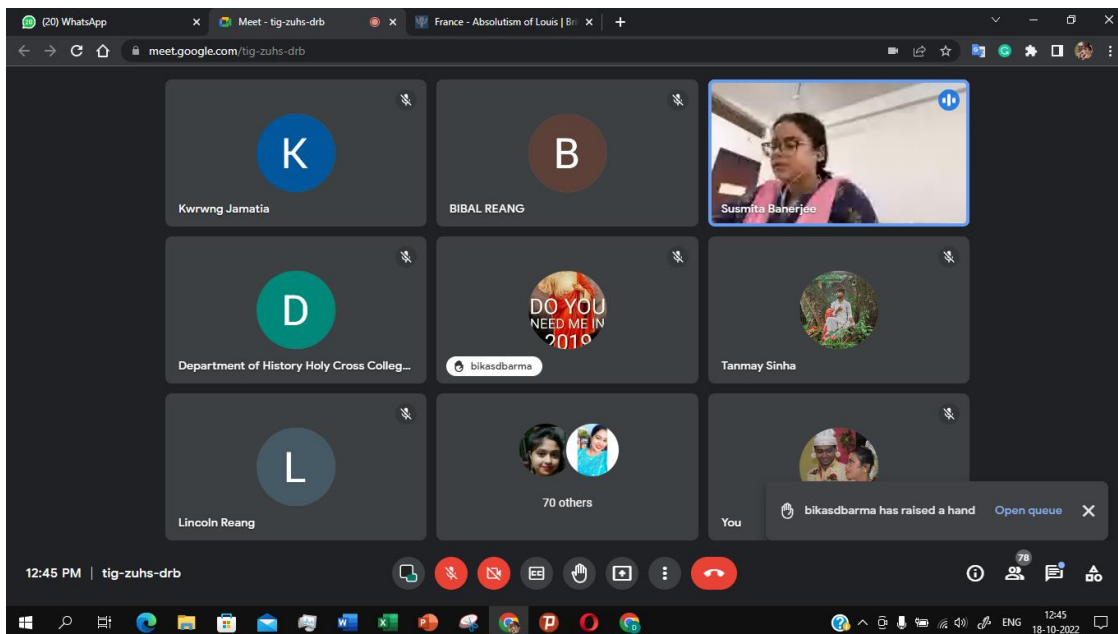 (20) WhatsApp
Meet - tig-zuhs-drb
France - Absolutism of Louis | Bri
meet.google.com/tig-zuhs-drb
K
Kwrwng Jamatia
B
BIBAL REANG
Susmita Banerjee
D
Department of History Holy Cross Colleg...
DO YOU
NEED ME IN
2019
bikasdbarma
Tanmay Sinha
L
Lincoln Reang
70 others
You
bikasdbarma has raised a hand Open queue
12:45 PM | tig-zuhs-drb
CC
78
ENG
12:45
18-10-2022